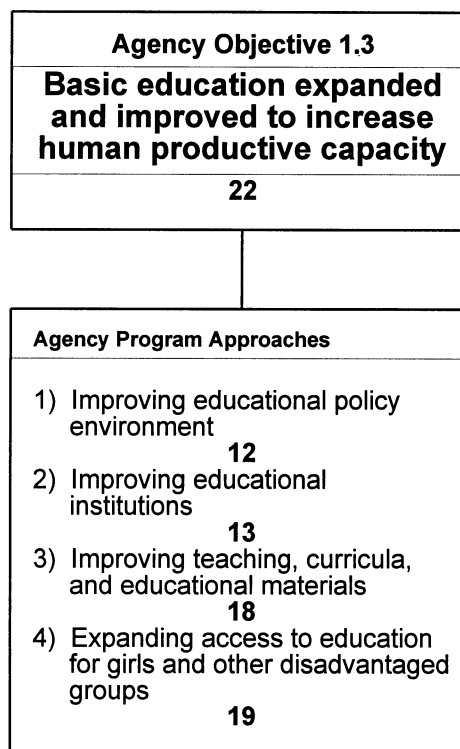 Agency Objective 1.3
Basic education expanded
and improved to increase
human productive capacity
22
Agency Program Approaches
1) Improving educational policy
environment
12
2) Improving educational
institutions
13
3) Improving teaching, curricula,
and educational materials
18
4) Expanding access to education
for girls and other disadvantaged
groups
19